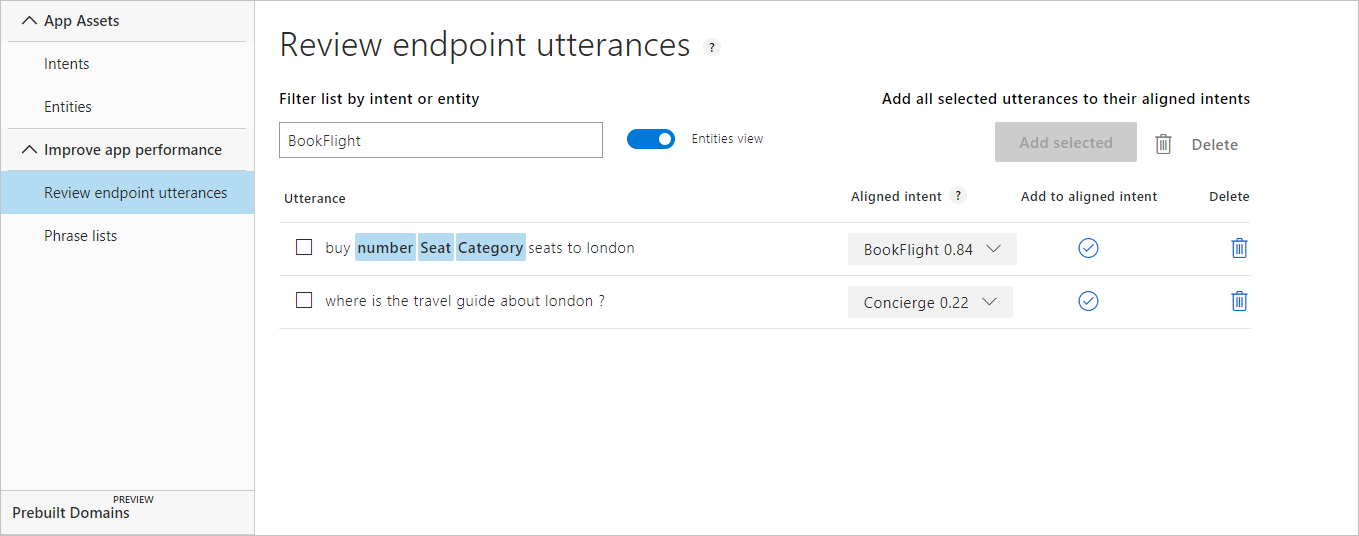 App Assets
Intents
Entities
Improve app performance
Review endpoint utterances
Phrase lists
PREVIEW
Prebuilt Domains
Review endpoint utterances ?
Filter list by intent or entity
Add all selected utterances to their aligned intents
BookFlight
Entities view
Add selected
Delete
Utterance
Aligned intent ?
Add to aligned intent
Delete
buy number Seat Category seats to london
BookFlight 0.84
where is the travel guide about london ?
Concierge 0.22